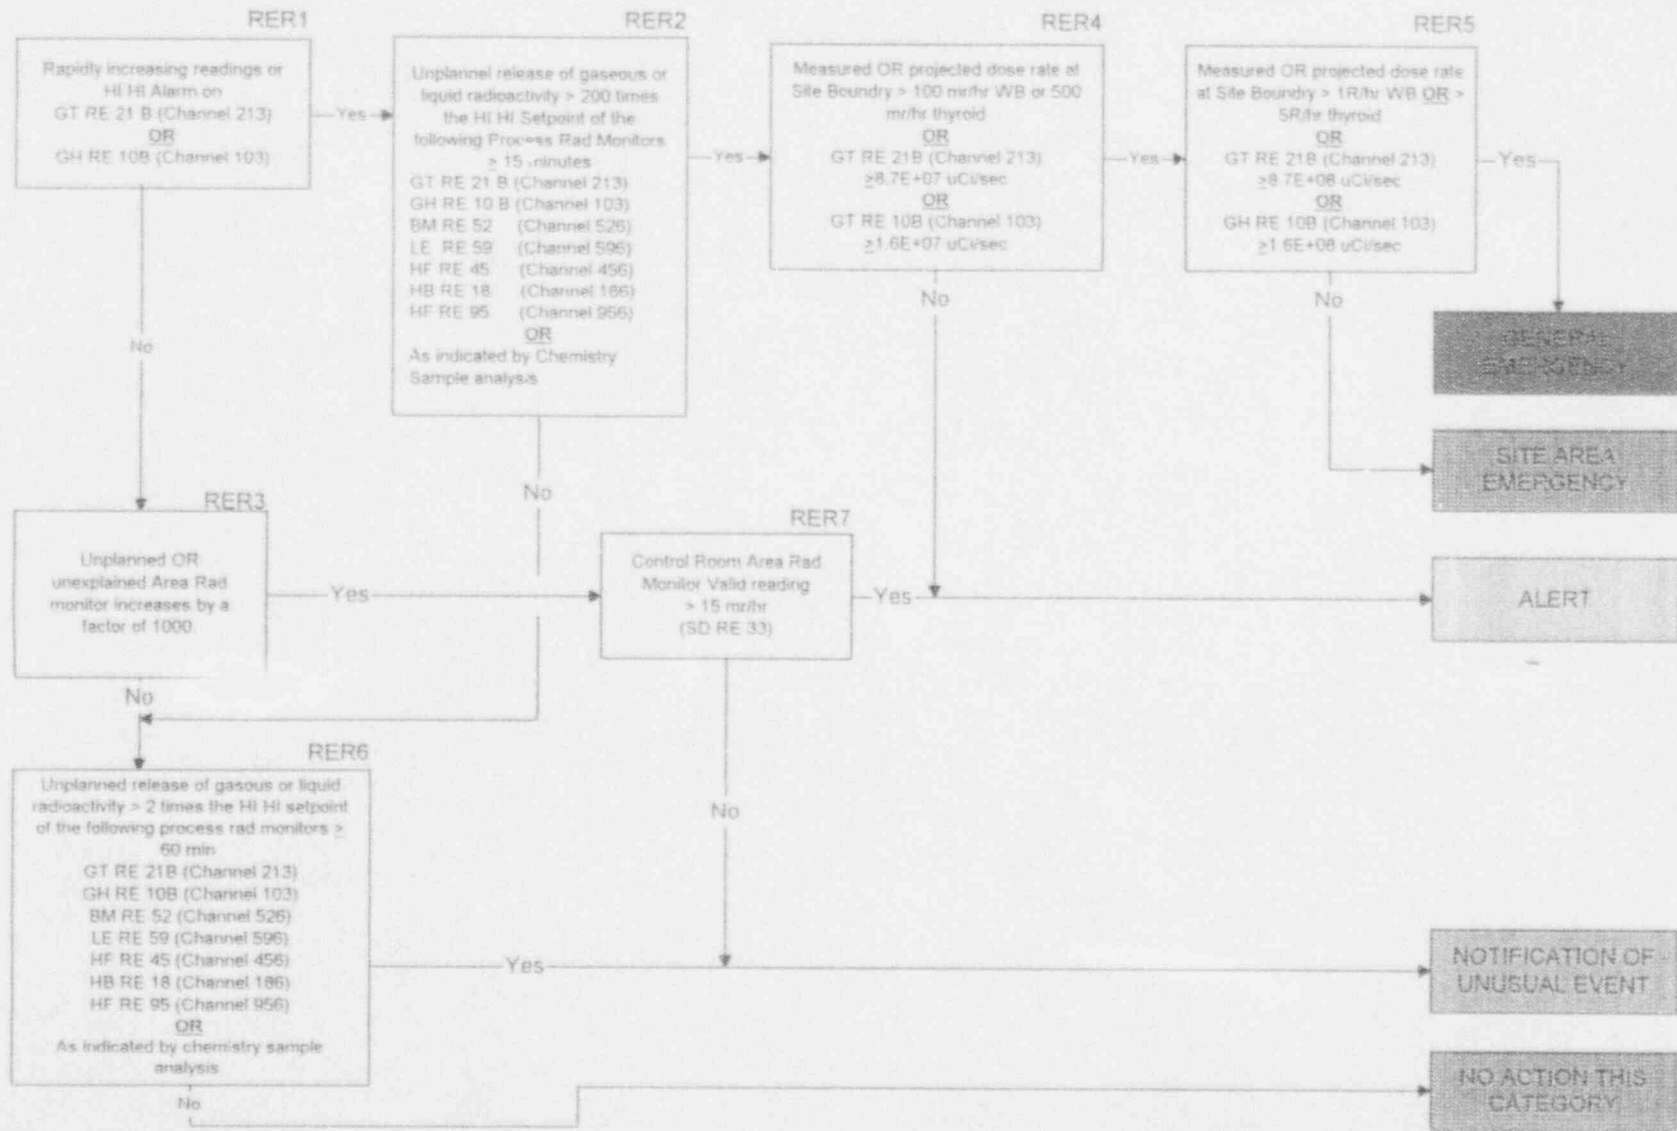 RER1
Rapidly increasing readings or
HI HI Alarm on
GT RE 21 B (Channel 213)
OR
GH RE 10B (Channel 103)
Yes
No
RER2
Unplannel release of gaseous or
liquid radioactivity > 200 times
the HI HI Setpoint of the
following Process Rad Monitors
≥ 15 minutes
GT RE 21 B (Channel 213)
GH RE 10 B (Channel 103)
BM RE 52 (Channel 526)
LE RE 59 (Channel 596)
HF RE 45 (Channel 456)
HB RE 18 (Channel 186)
HF RE 95 (Channel 956)
OR
As indicated by Chemistry
Sample analysis
Yes
No
RER4
Measured OR projected dose rate at
Site Boundry > 100 mr/hr WB or 500
mr/hr thyroid
OR
GT RE 21B (Channel 213)
≥8.7E+07 uCi/sec
OR
GT RE 10B (Channel 103)
≥1.6E+07 uCi/sec
Yes
No
RER5
Measured OR projected dose rate
at Site Boundry > 1R/hr WB OR >
5R/hr thyroid
OR
GT RE 21B (Channel 213)
≥8.7E+08 uCi/sec
OR
GH RE 10B (Channel 103)
≥1.6E+08 uCi/sec
Yes
No
GENERAL
EMERGENCY
SITE AREA
EMERGENCY
RER3
Unplanned OR
unexplained Area Rad
monitor increases by a
factor of 1000.
Yes
No
RER7
Control Room Area Rad
Monitor Valid reading
> 15 mr/hr
(SD RE 33)
Yes
No
ALERT
RER6
Unplanned release of gasous or liquid
radioactivity > 2 times the HI HI setpoint
of the following process rad monitors ≥
60 min
GT RE 21B (Channel 213)
GH RE 10B (Channel 103)
BM RE 52 (Channel 526)
LE RE 59 (Channel 596)
HF RE 45 (Channel 456)
HB RE 18 (Channel 186)
HF RE 95 (Channel 956)
OR
As indicated by chemistry sample
analysis
Yes
No
NOTIFICATION OF
UNUSUAL EVENT
NO ACTION THIS
CATEGORY